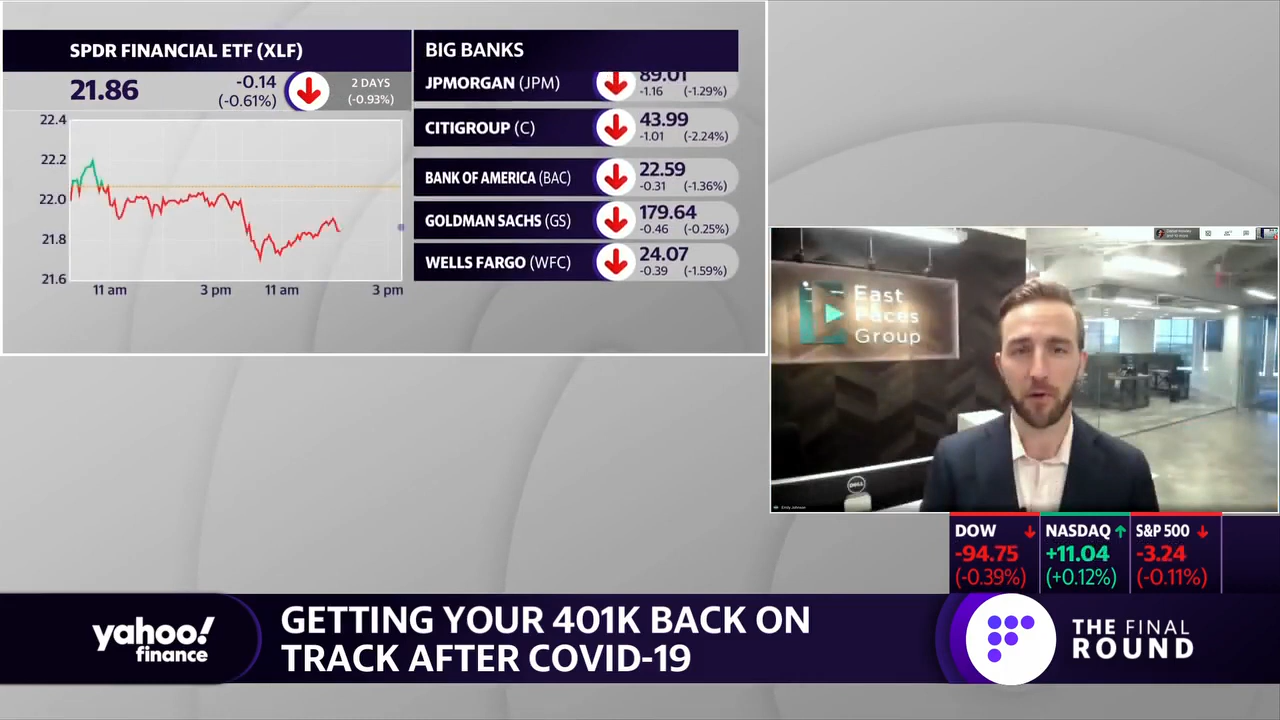 SPDR FINANCIAL ETF (XLF)
21.86
-0.14
(-0.61%)
2 DAYS
(-0.93%)
22.4
22.2
22.0
21.8
21.6
11 am
3 pm
11 am
3 pm
BIG BANKS
JPMORGAN (JPM)
89.01
-1.16 (-1.29%)
CITIGROUP (C)
43.99
-1.01 (-2.24%)
BANK OF AMERICA (BAC)
22.59
-0.31 (-1.36%)
GOLDMAN SACHS (GS)
179.64
-0.46 (-0.25%)
WELLS FARGO (WFC)
24.07
-0.39 (-1.59%)
East
Paces
Group
DELL
Emily Johnson
DOW
-94.75
(-0.39%)
NASDAQ
+11.04
(+0.12%)
S&P 500
-3.24
(-0.11%)
yahoo!
finance
GETTING YOUR 401K BACK ON
TRACK AFTER COVID-19
THE FINAL
ROUND